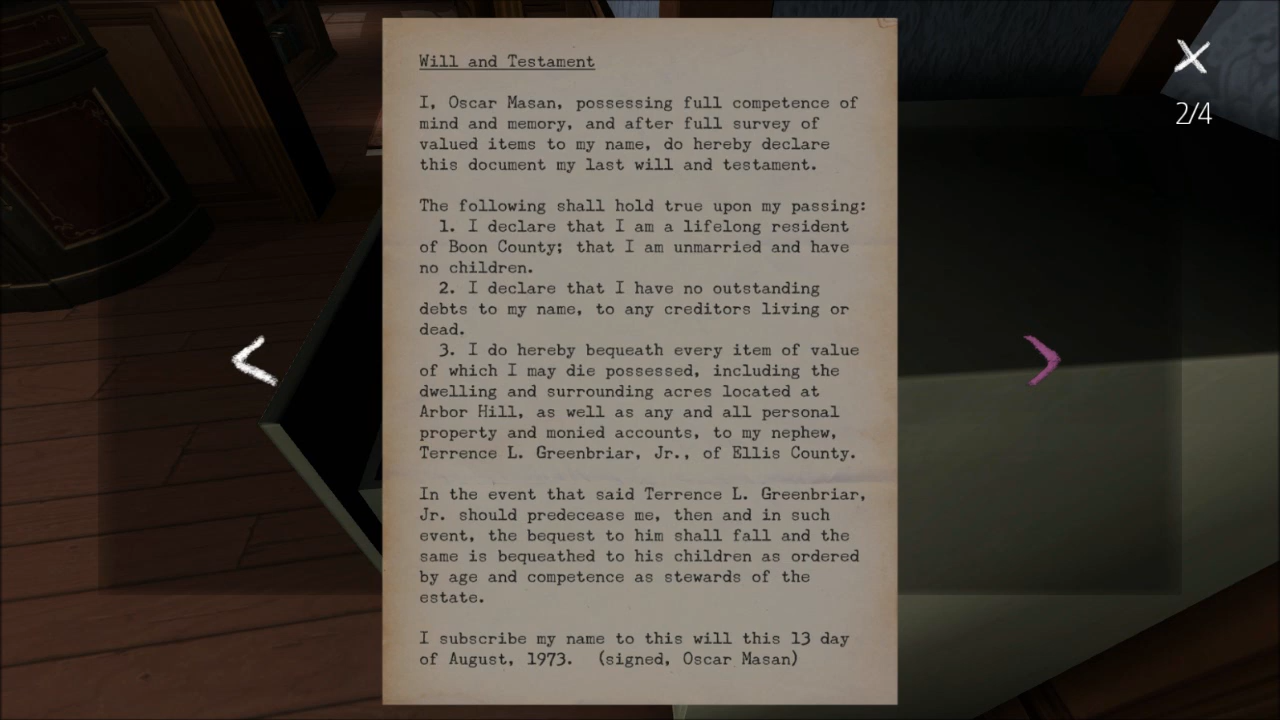 Will and Testament
I, Oscar Masan, possessing full competence of
mind and memory, and after full survey of
valued items to my name, do hereby declare
this document my last will and testament.
The following shall hold true upon my passing:
1. I declare that I am a lifelong resident
of Boon County; that I am unmarried and have
no children.
2. I declare that I have no outstanding
debts to my name, to any creditors living or
dead.
3. I do hereby bequeath every item of value
of which I may die possessed, including the
dwelling and surrounding acres located at
Arbor Hill, as well as any and all personal
property and monied accounts, to my nephew,
Terrence L. Greenbriar, Jr., of Ellis County.
In the event that said Terrence L. Greenbriar,
Jr. should predecease me, then and in such
event, the bequest to him shall fall and the
same is bequeathed to his children as ordered
by age and competence as stewards of the
estate.
I subscribe my name to this will this 13 day
of August, 1973. (signed, Oscar Masan)
2/4